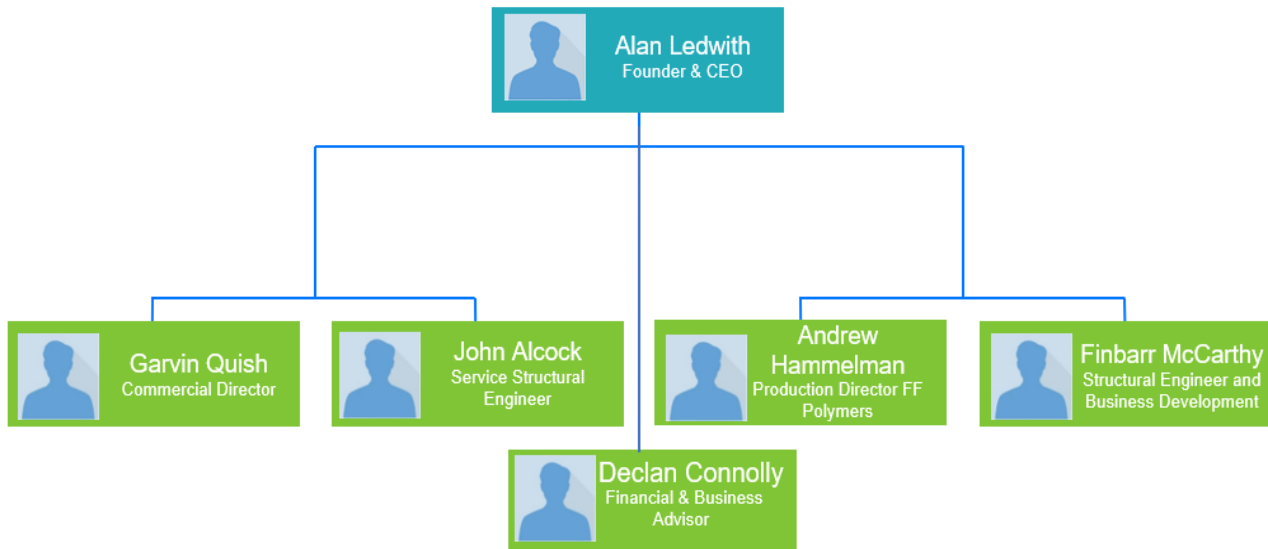 Alan Ledwith
Founder & CEO
Garvin Quish
Commercial Director
John Alcock
Service Structural
Engineer
Andrew
Hammelman
Production Director FF
Polymers
Finbarr McCarthy
Structural Engineer and
Business Development
Declan Connolly
Financial & Business
Advisor